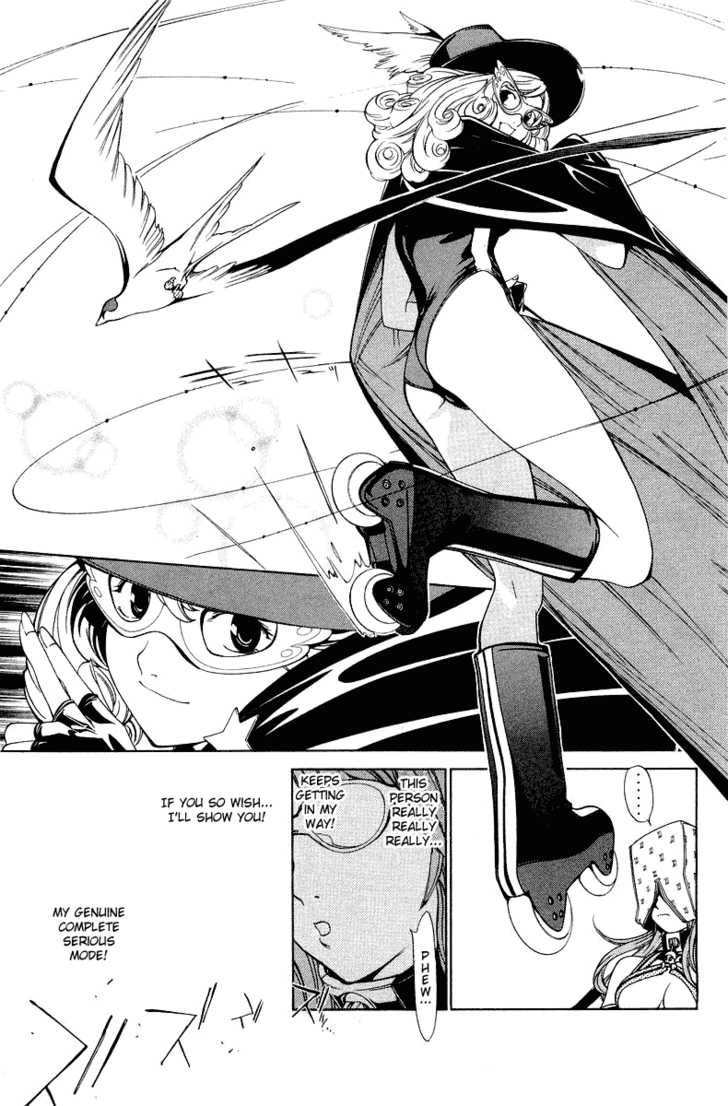 . . . . .
THIS
PERSON
REALLY
REALLY
REALLY...
KEEPS
GETTING
IN MY
WAY!
PHEW...
IF YOU SO WISH...
I'LL SHOW YOU!
MY GENUINE
COMPLETE
SERIOUS
MODE!